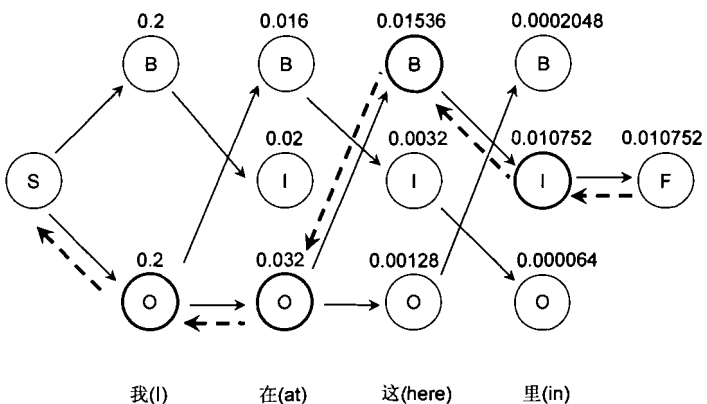 0.2 0.016 0.01536 0.0002048
B B B B
0.02 0.0032 0.010752 0.010752
S I I I F
0.2 0.032 0.00128 0.000064
O O O O
我(I) 在(at) 这(here) 里(in)